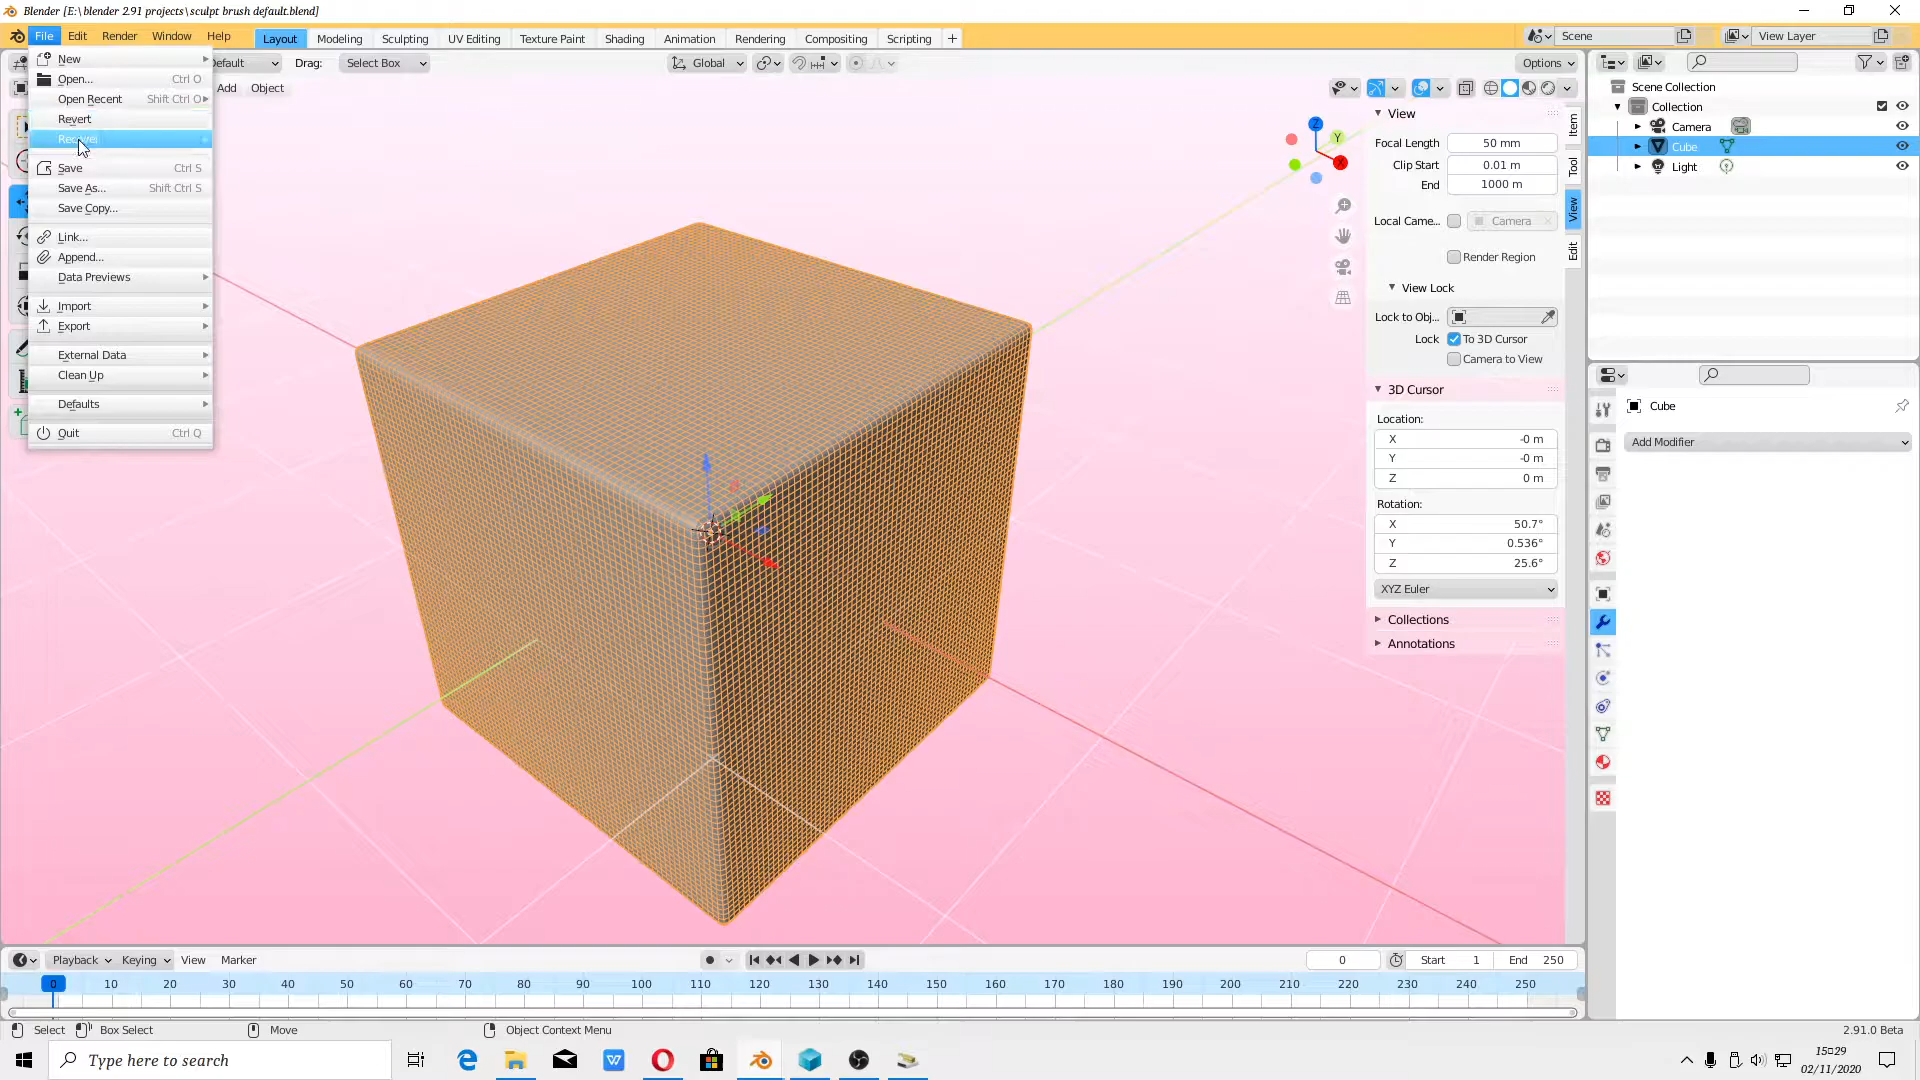 Blender [E:\blender 2.91 projects\sculpt brush default.blend]
File Edit Render Window Help Layout Modeling Sculpting UV Editing Texture Paint Shading Animation Rendering Compositing Scripting + Scene View Layer
New
Open... Ctrl O
Open Recent Shift Ctrl O
Revert
Recover
Save Ctrl S
Save As... Shift Ctrl S
Save Copy...
Link...
Append...
Data Previews
Import
Export
External Data
Clean Up
Defaults
Quit Ctrl Q
Drag: Select Box Global Options
Add Object
View
Focal Length 50 mm
Clip Start 0.01 m
End 1000 m
Local Came... Camera
Render Region
View Lock
Lock to Obj...
Lock To 3D Cursor
Camera to View
3D Cursor
Location:
X -0 m
Y -0 m
Z 0 m
Rotation:
X 50.7°
Y 0.536°
Z 25.6°
XYZ Euler
Collections
Annotations
Item
Tool
View
Edit
Z
Y
X
Scene Collection
Collection
Camera
Cube
Light
Cube
Add Modifier
Playback Keying View Marker 0 Start 1 End 250
0 10 20 30 40 50 60 70 80 90 100 110 120 130 140 150 160 170 180 190 200 210 220 230 240 250
Select Box Select Move Object Context Menu 2.91.0 Beta
Type here to search
02/11/2020